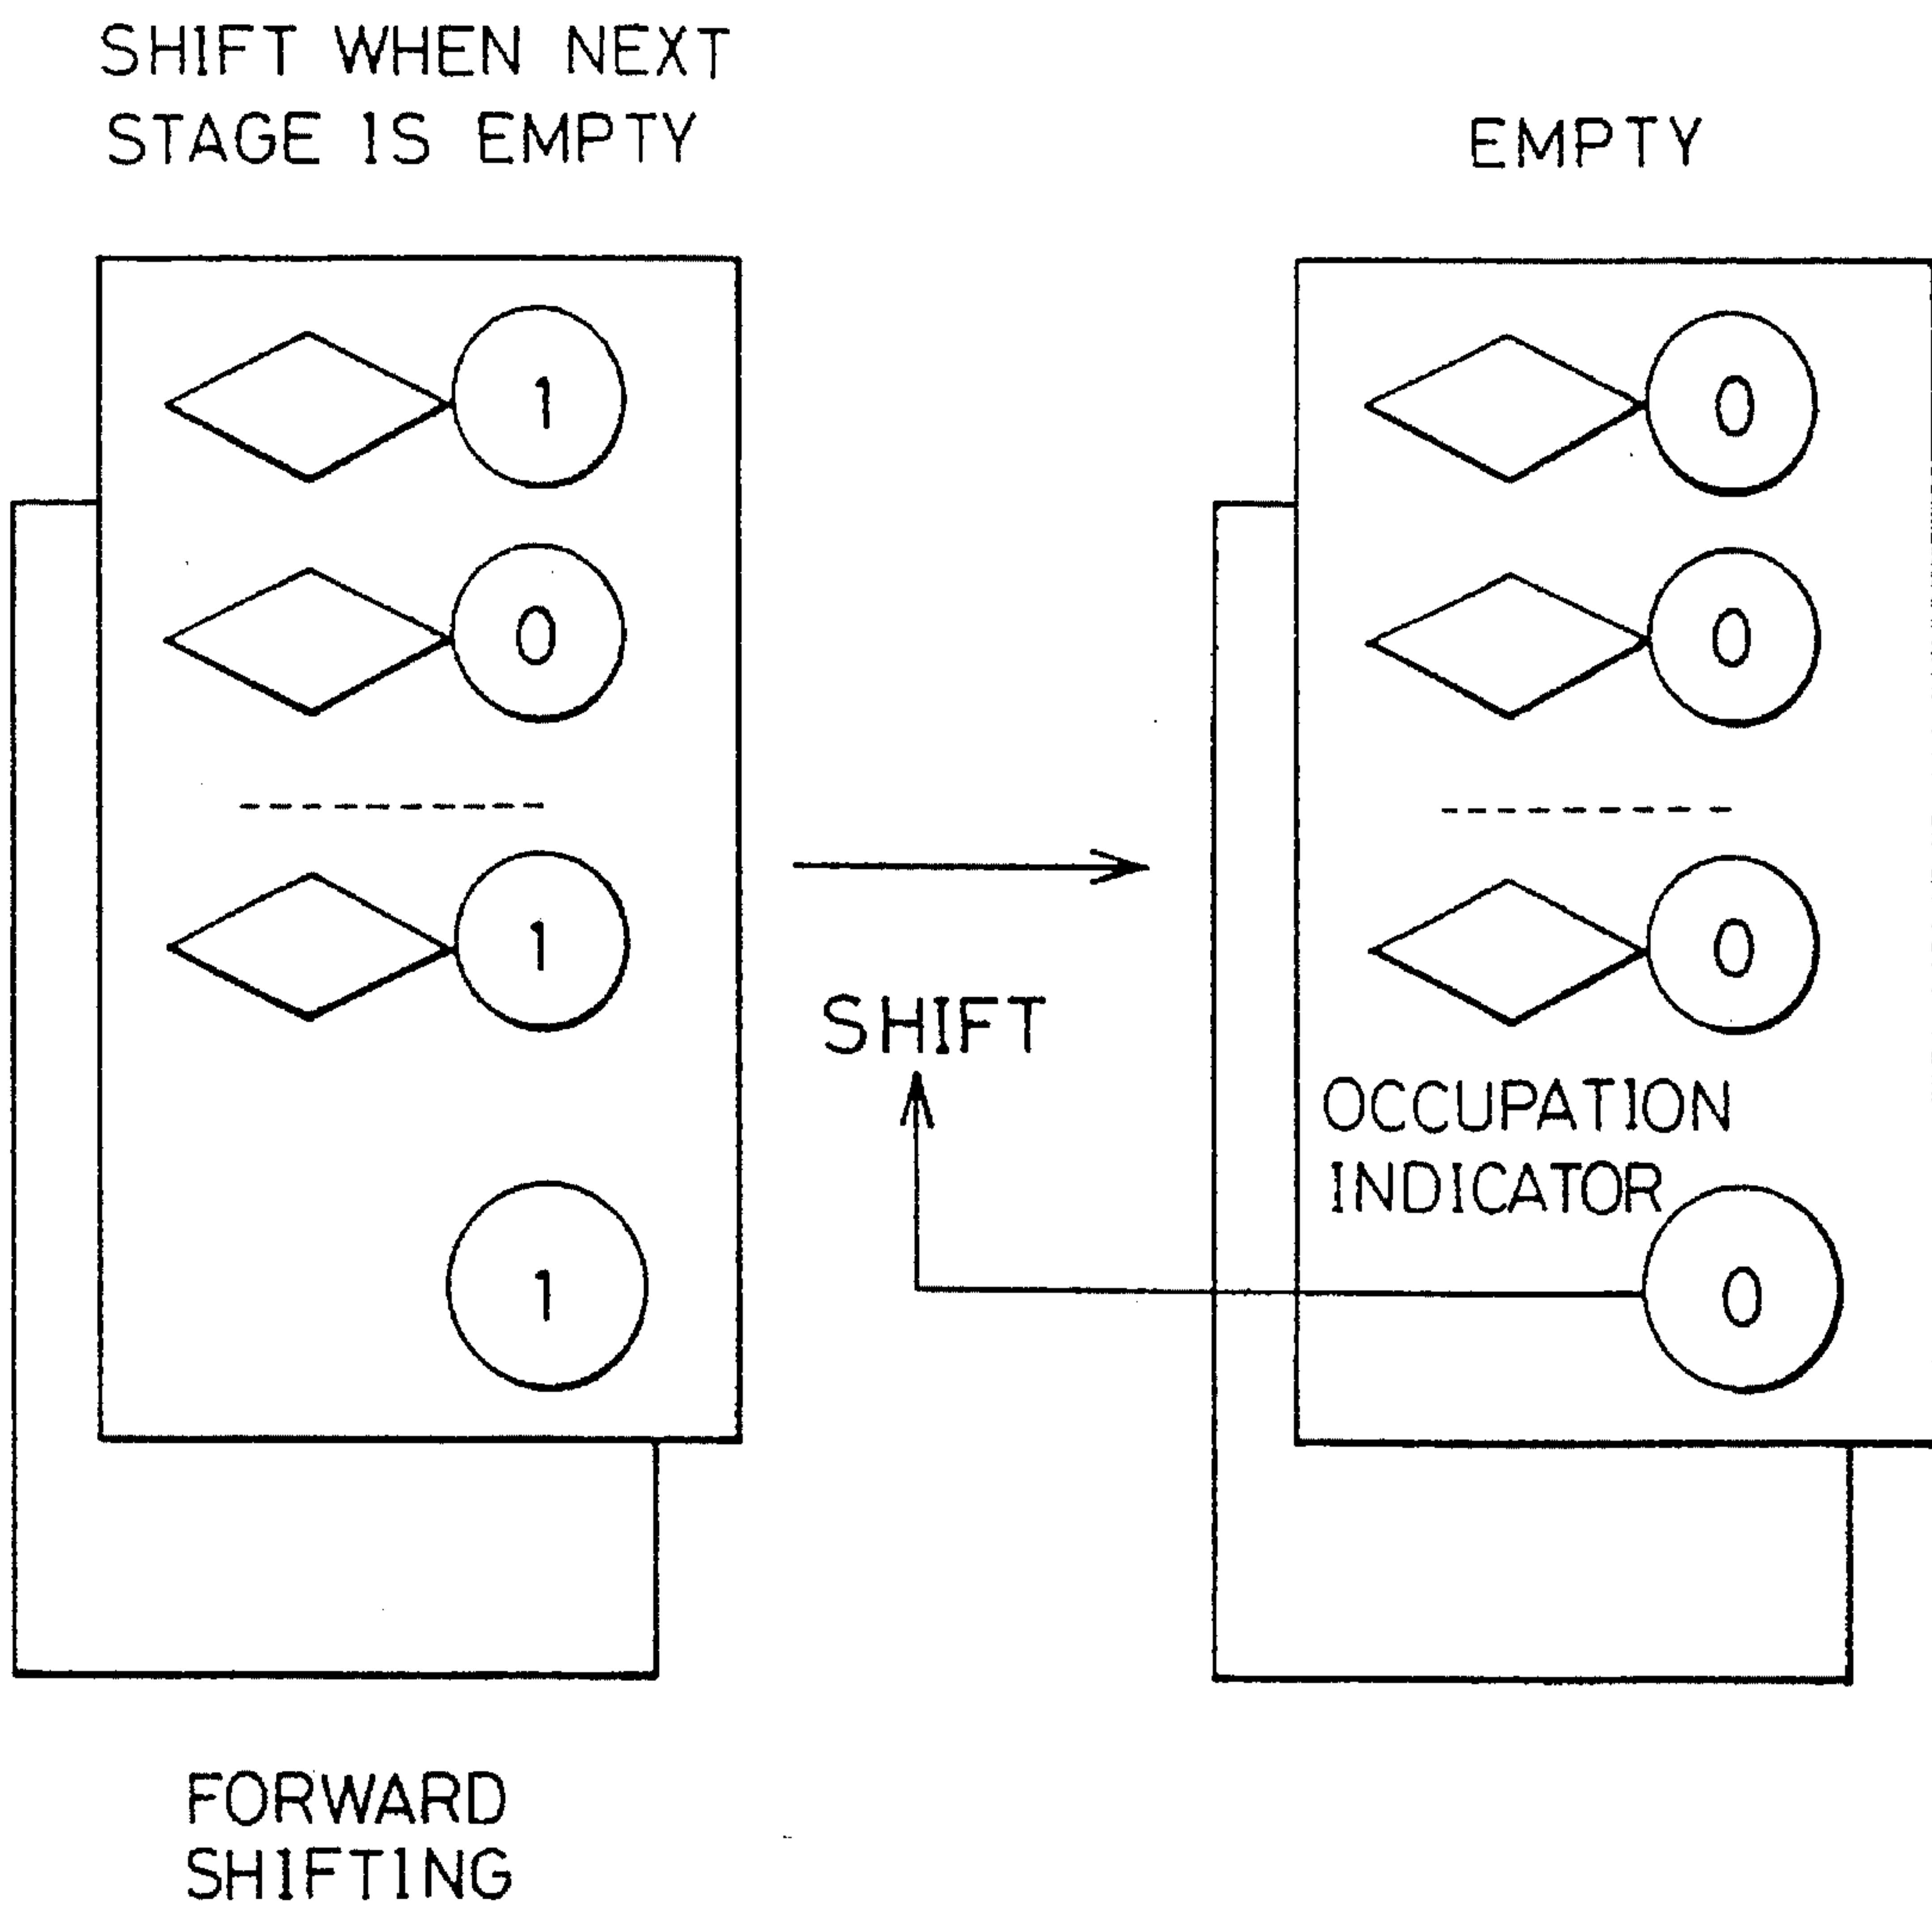 SHIFT WHEN NEXT
STAGE IS EMPTY
EMPTY
1
0
0
0
1
0
SHIFT
OCCUPATION
INDICATOR
1
0
FORWARD
SHIFTING